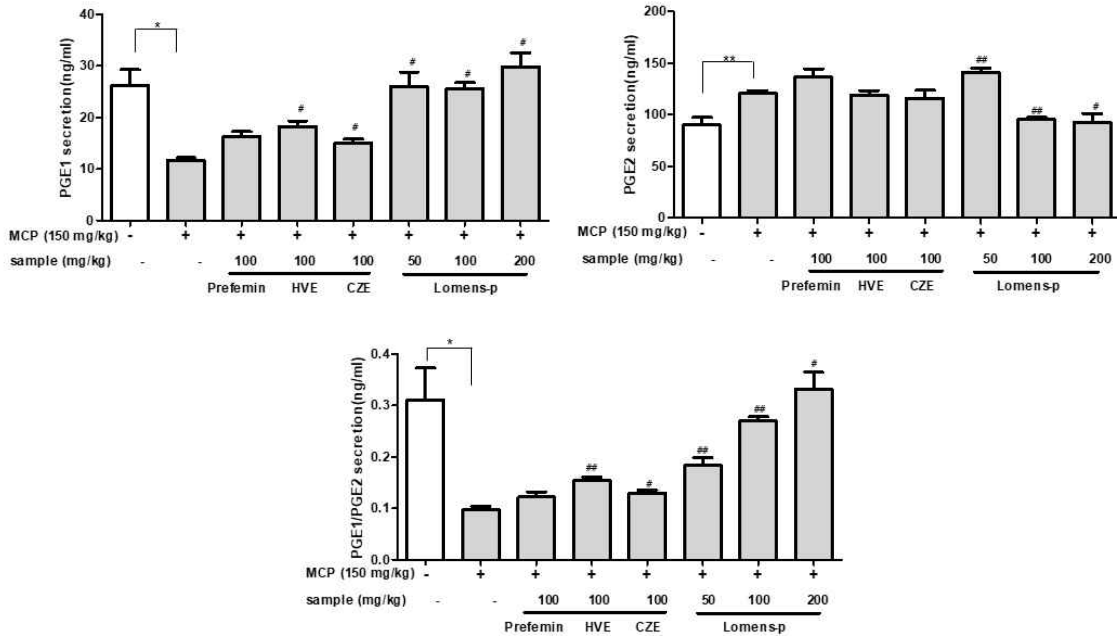 PGE1 secretion(ng/ml)
40
30
20
10
0
*
#
#
#
#
#
MCP (150 mg/kg) - + + + + + + +
sample (mg/kg) - - 100 100 100 50 100 200
Prefemin HVE CZE Lomens-p
PGE2 secretion(ng/ml)
200
150
100
50
0
**
##
##
#
MCP (150 mg/kg) - + + + + + + +
sample (mg/kg) - - 100 100 100 50 100 200
Prefemin HVE CZE Lomens-p
PGE1/PGE2 secretion(ng/ml)
0.4
0.3
0.2
0.1
0.0
*
##
#
##
##
#
MCP (150 mg/kg) - + + + + + + +
sample (mg/kg) - - 100 100 100 50 100 200
Prefemin HVE CZE Lomens-p